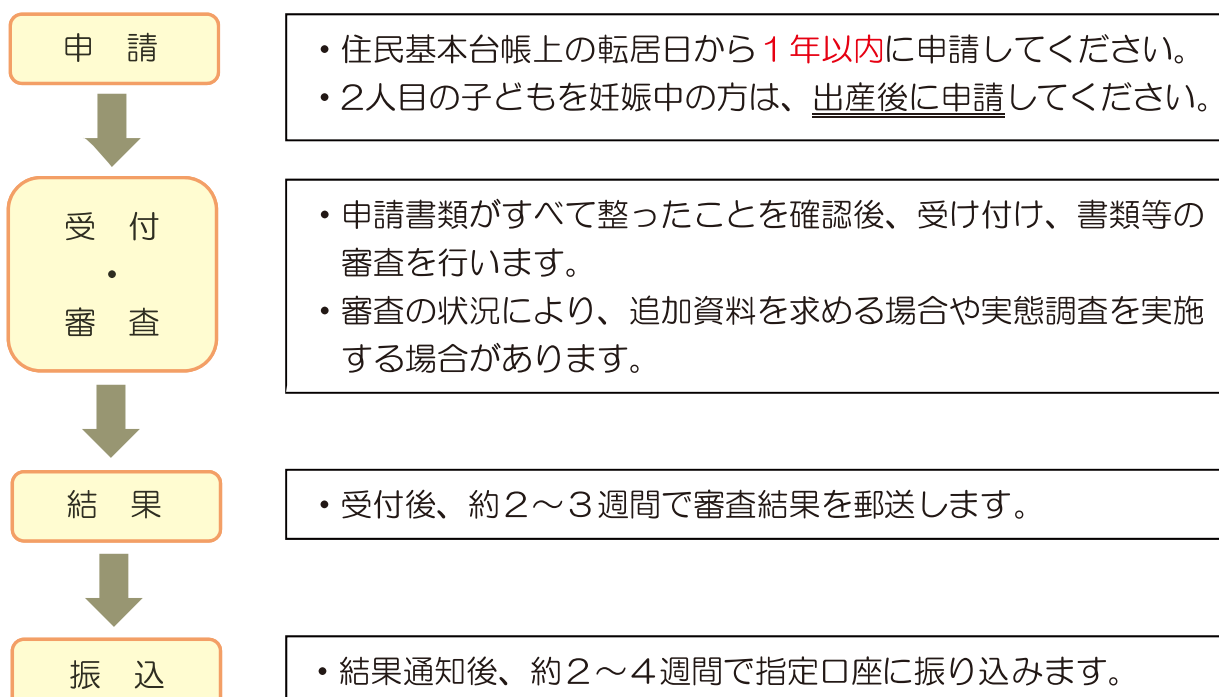 申　請
・住民基本台帳上の転居日から１年以内に申請してください。
・2人目の子どもを妊娠中の方は、出産後に申請してください。
受　付
・
審　査
・申請書類がすべて整ったことを確認後、受け付け、書類等の
審査を行います。
・審査の状況により、追加資料を求める場合や実態調査を実施
する場合があります。
結　果
・受付後、約２～３週間で審査結果を郵送します。
振　込
・結果通知後、約２～４週間で指定口座に振り込みます。